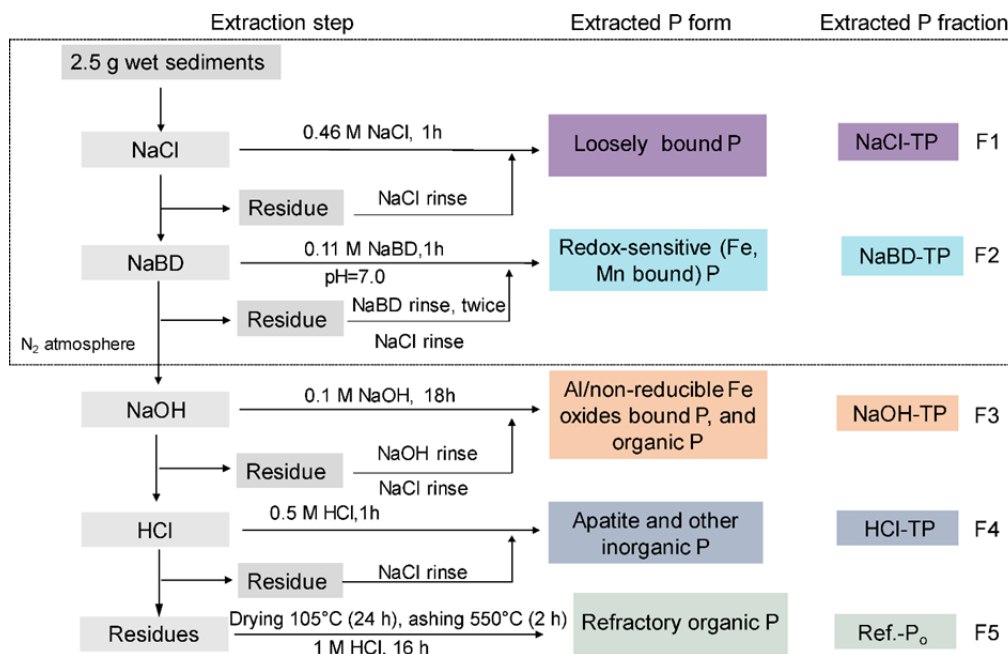 Extraction step
Extracted P form
Extracted P fraction
2.5 g wet sediments
NaCl
0.46 M NaCl, 1h
Loosely bound P
NaCl-TP
F1
Residue
NaCl rinse
NaBD
0.11 M NaBD,1h
pH=7.0
Redox-sensitive (Fe,
Mn bound) P
NaBD-TP
F2
Residue
NaBD rinse, twice
NaCl rinse
N₂ atmosphere
NaOH
0.1 M NaOH, 18h
Al/non-reducible Fe
oxides bound P, and
organic P
NaOH-TP
F3
Residue
NaOH rinse
NaCl rinse
HCl
0.5 M HCl,1h
Apatite and other
inorganic P
HCl-TP
F4
Residue
NaCl rinse
Residues
Drying 105°C (24 h), ashing 550°C (2 h)
1 M HCl, 16 h
Refractory organic P
Ref.-Pₒ
F5